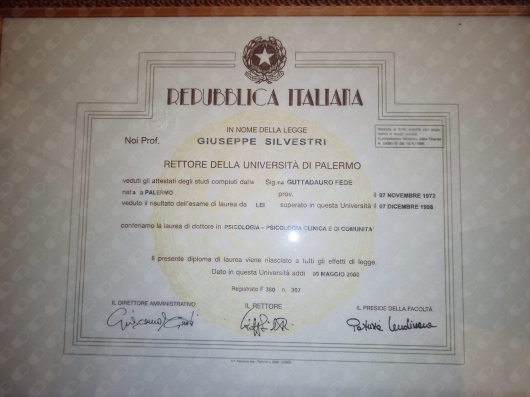 REPUBBLICA ITALIANA
IN NOME DELLA LEGGE
Noi Prof. GIUSEPPE SILVESTRI
RETTORE DELLA UNIVERSITÀ DI PALERMO
veduti gli attestati degli studi compiuti dalla Sig.na GUTTADAURO FEDE
nata a PALERMO prov. il 07 NOVEMBRE 1972
veduto il risultato dell'esame di laurea da LEI superato in questa Università il 07 DICEMBRE 1998
conferiamo la laurea di dottore in PSICOLOGIA - PSICOLOGIA CLINICA E DI COMUNITA'
Il presente diploma di laurea viene rilasciato a tutti gli effetti di legge.
Dato in questa Università addì MAGGIO
Registrato F n. 357
IL DIRETTORE AMMINISTRATIVO
IL RETTORE
IL PRESIDE DELLA FACOLTÀ